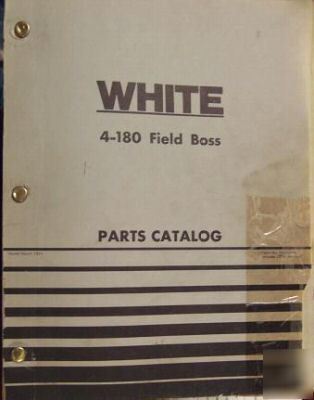 WHITE
4-180 Field Boss
PARTS CATALOG